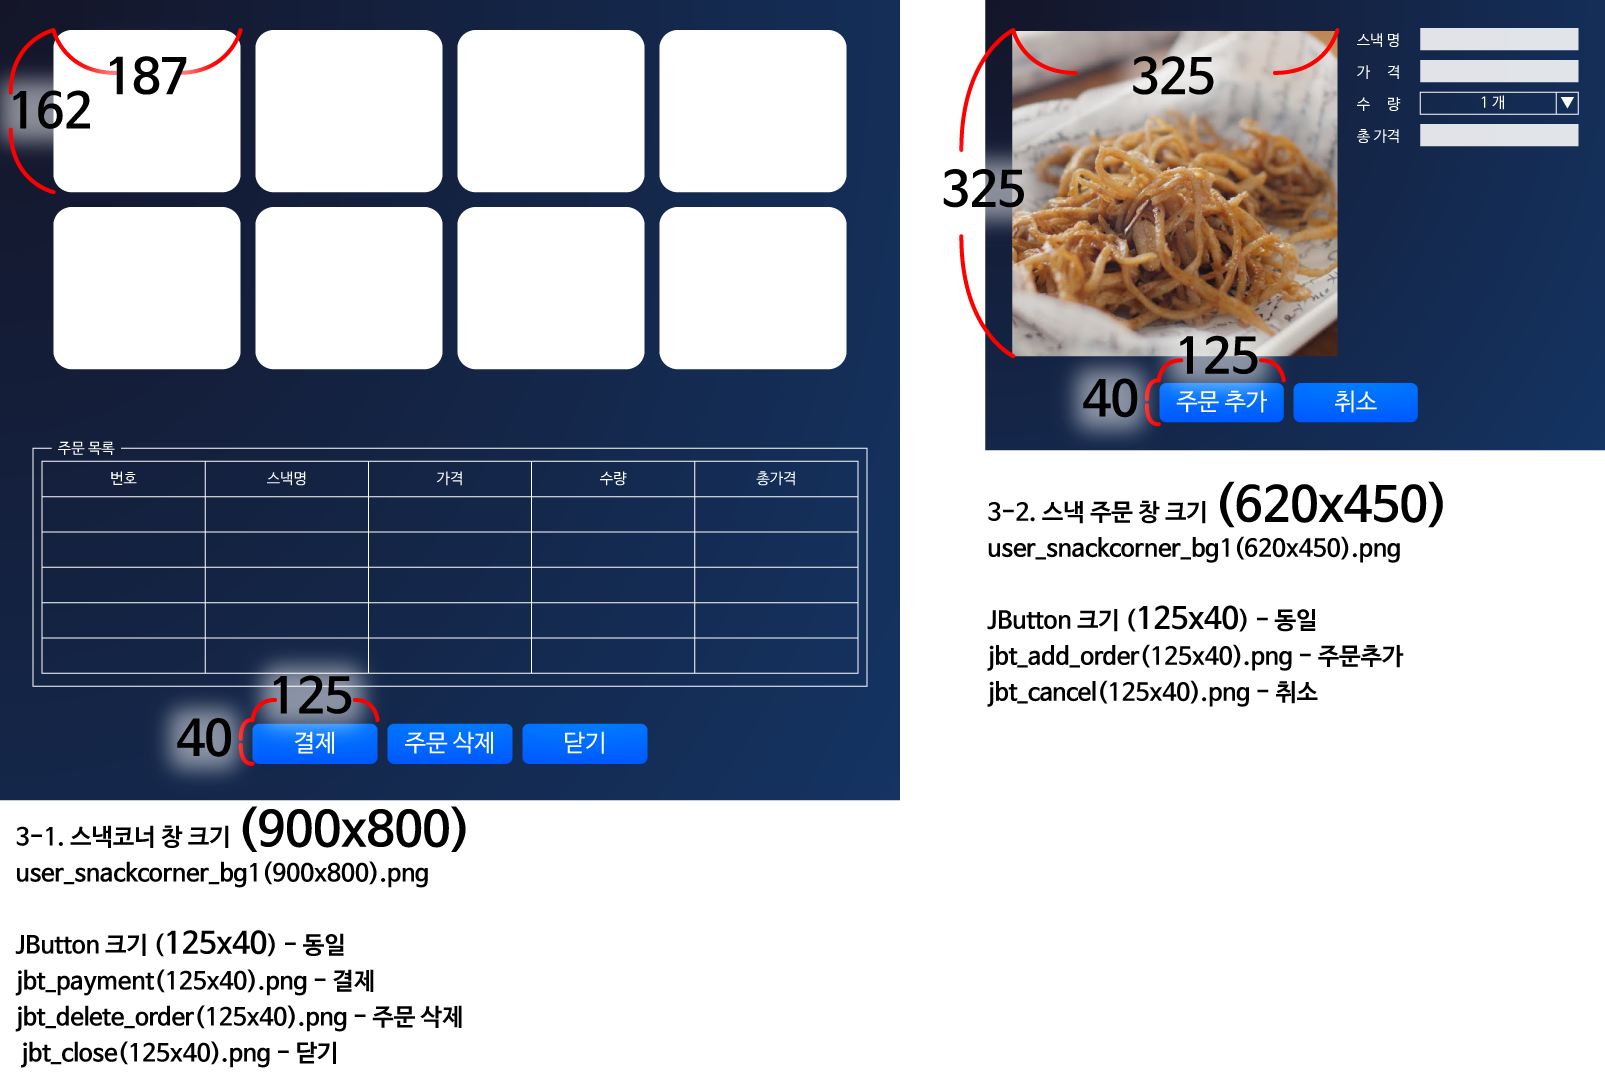 187
162
주문 목록
번호 스낵명 가격 수량 총가격
125
40
결제 주문 삭제 닫기
3-1. 스낵코너 창 크기 (900x800)
user_snackcorner_bg1(900x800).png
JButton 크기 (125x40) - 동일
jbt_payment(125x40).png - 결제
jbt_delete_order(125x40).png - 주문 삭제
jbt_close(125x40).png - 닫기
325
325
스낵 명
가 격
수 량 1 개 ▼
총 가격
125
40
주문 추가 취소
3-2. 스낵 주문 창 크기 (620x450)
user_snackcorner_bg1(620x450).png
JButton 크기 (125x40) - 동일
jbt_add_order(125x40).png - 주문추가
jbt_cancel(125x40).png - 취소